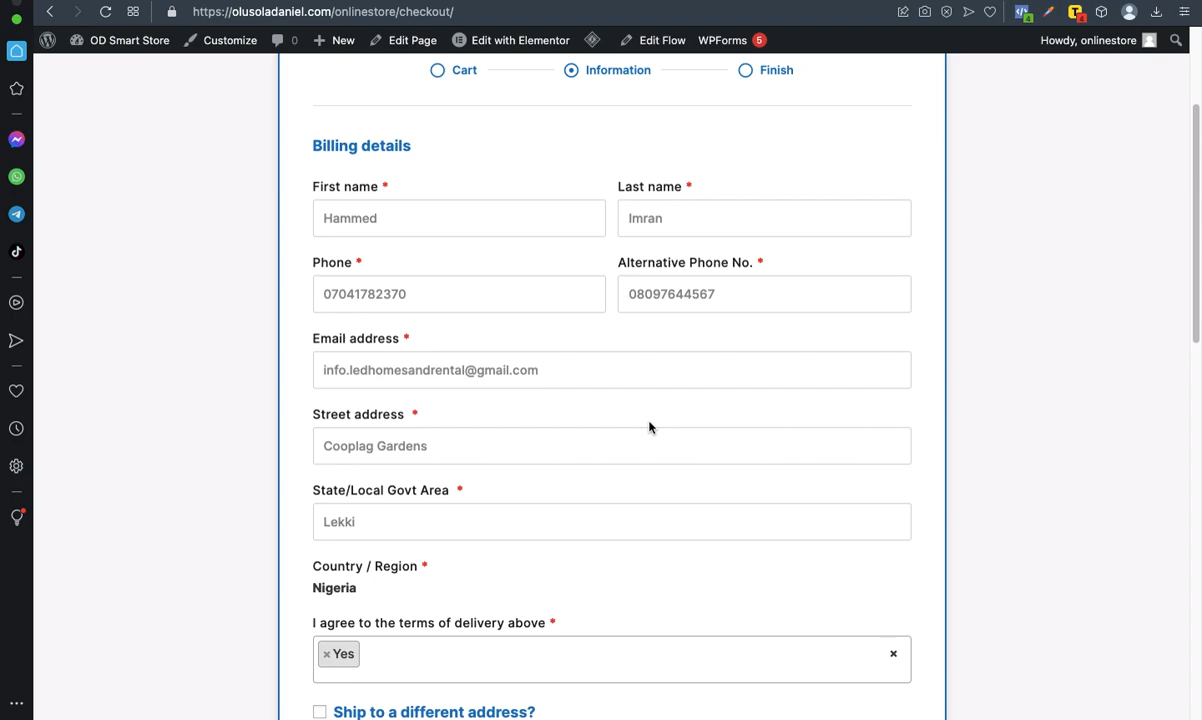 https://olusoladaniel.com/onlinestore/checkout/
4
4
OD Smart Store Customize 0 New Edit Page Edit with Elementor Edit Flow WPForms 5 Howdy, onlinestore
Cart Information Finish
Billing details
First name * Last name *
Hammed Imran
Phone * Alternative Phone No. *
07041782370 08097644567
Email address *
info.ledhomesandrental@gmail.com
Street address *
Cooplag Gardens
State/Local Govt Area *
Lekki
Country / Region *
Nigeria
I agree to the terms of delivery above *
× Yes ×
Ship to a different address?